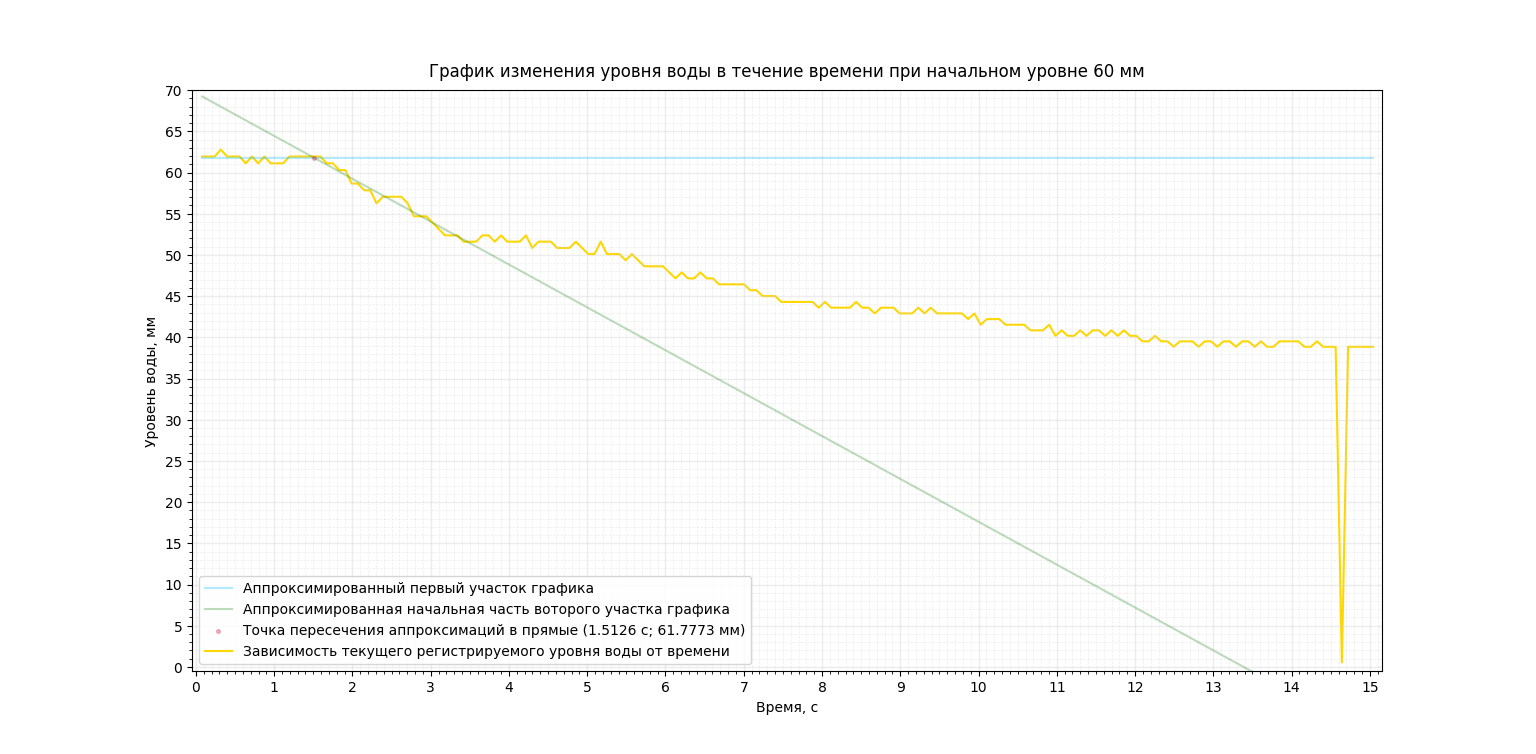 График изменения уровня воды в течение времени при начальном уровне 60 мм
70
65
60
55
50
45
40
35
30
25
20
15
10
5
0
Уровень воды, мм
Аппроксимированный первый участок графика
Аппроксимированная начальная часть воторого участка графика
Точка пересечения аппроксимаций в прямые (1.5126 с; 61.7773 мм)
Зависимость текущего регистрируемого уровня воды от времени
0 1 2 3 4 5 6 7 8 9 10 11 12 13 14 15
Время, с